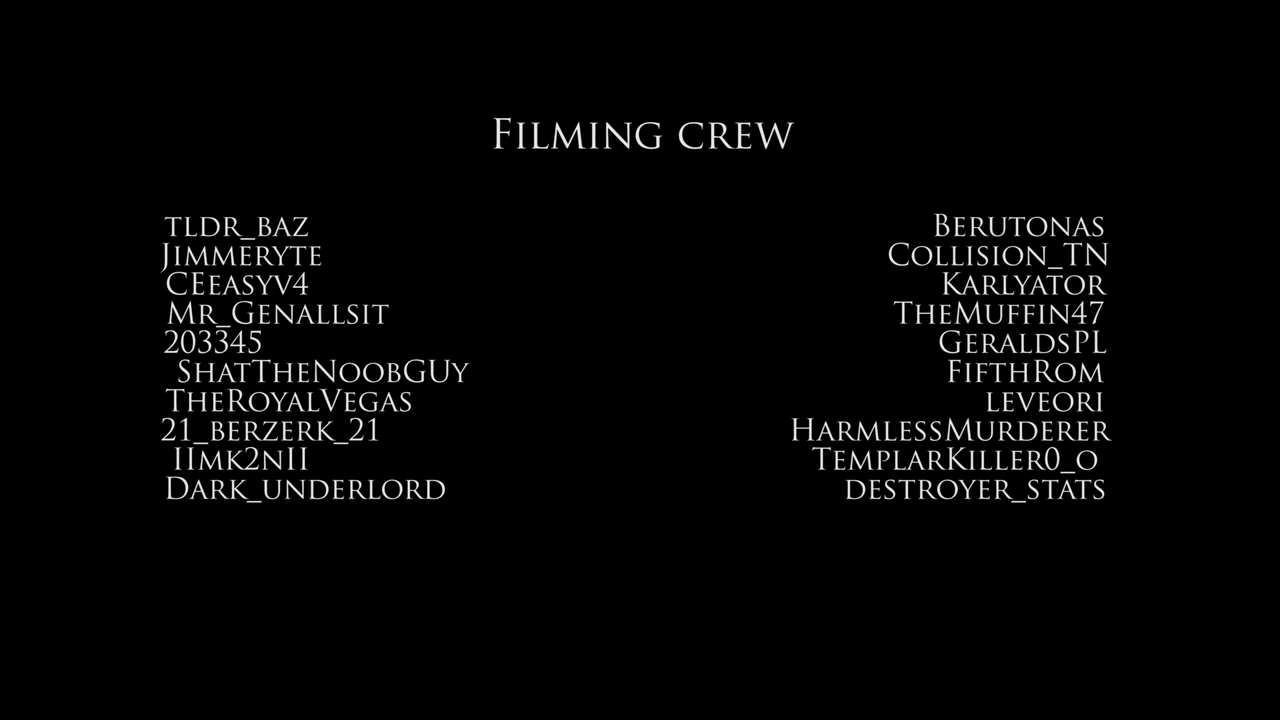 Filming crew
tldr_baz
Jimmeryte
CEeasyv4
Mr_Genallsit
203345
ShatTheNoobGUy
TheRoyalVegas
21_berzerk_21
IImk2nII
Dark_underlord
Berutonas
Collision_TN
Karlyator
TheMuffin47
GeraldsPL
FifthRom
leveori
HarmlessMurderer
TemplarKiller0_o
destroyer_stats